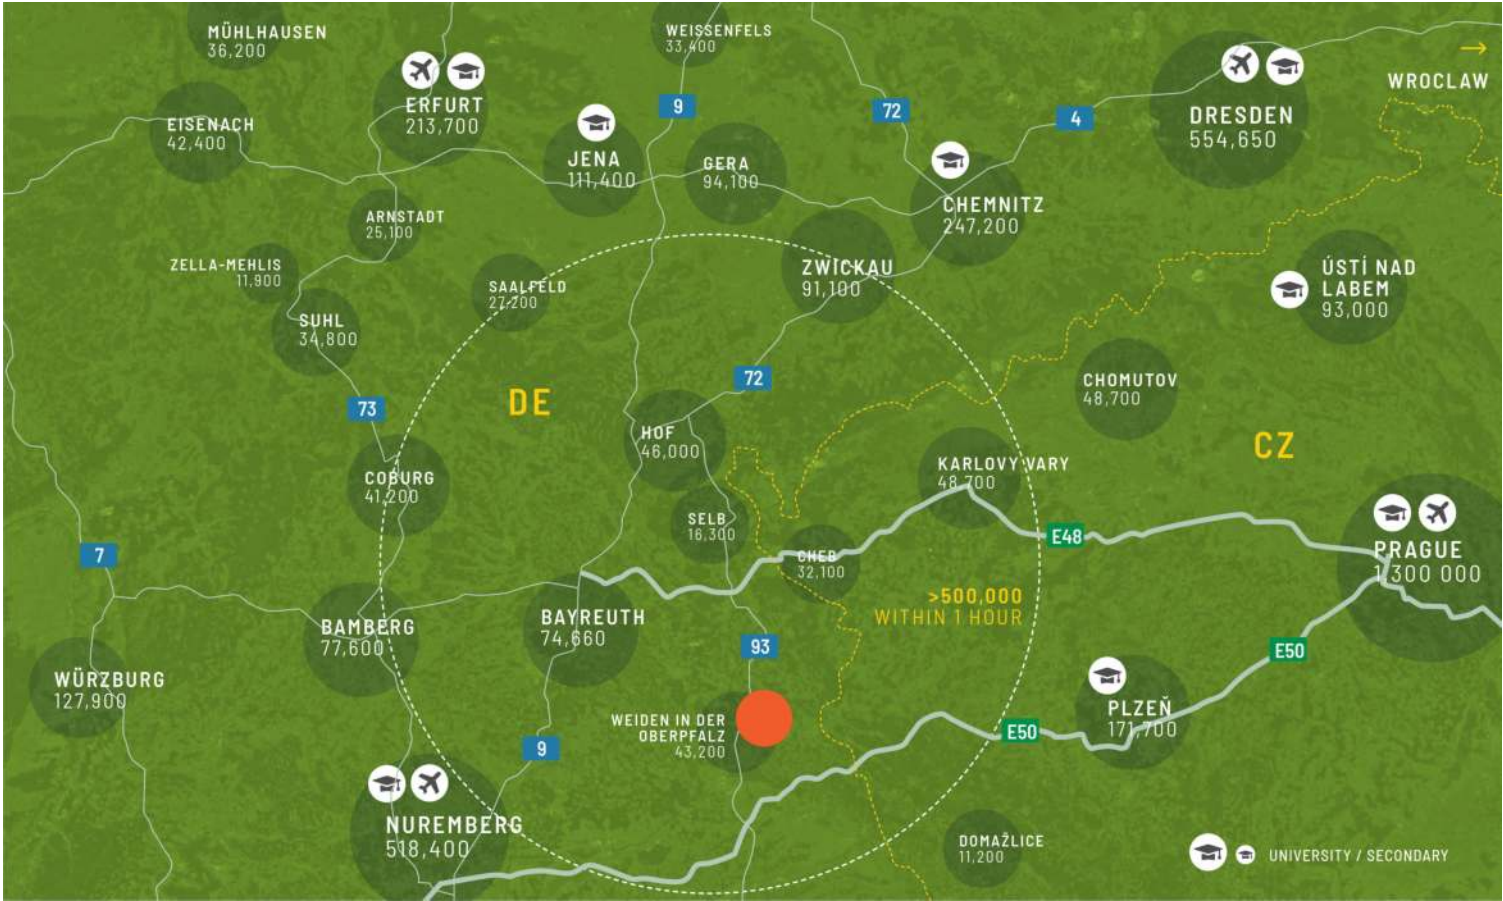 MÜHLHAUSEN
36,200
WEISSENFELS
33,400
→
WROCLAW
ERFURT
213,700
9
72
4
DRESDEN
554,650
EISENACH
42,400
JENA
111,400
GERA
94,100
CHEMNITZ
247,200
ARNSTADT
25,100
ZELLA-MEHLIS
11,900
SAALFELD
27,200
ZWICKAU
91,100
ÚSTÍ NAD
LABEM
93,000
SUHL
34,800
72
CHOMUTOV
48,700
73
DE
HOF
46,000
CZ
COBURG
41,200
KARLOVY VARY
48,700
SELB
16,300
E48
PRAGUE
1 300 000
7
CHEB
32,100
>500,000
WITHIN 1 HOUR
BAMBERG
77,600
BAYREUTH
74,660
93
E50
WÜRZBURG
127,900
WEIDEN IN DER
OBERPFALZ
43,200
PLZEŇ
171,700
9
E50
NUREMBERG
518,400
DOMAŽLICE
11,200
UNIVERSITY / SECONDARY